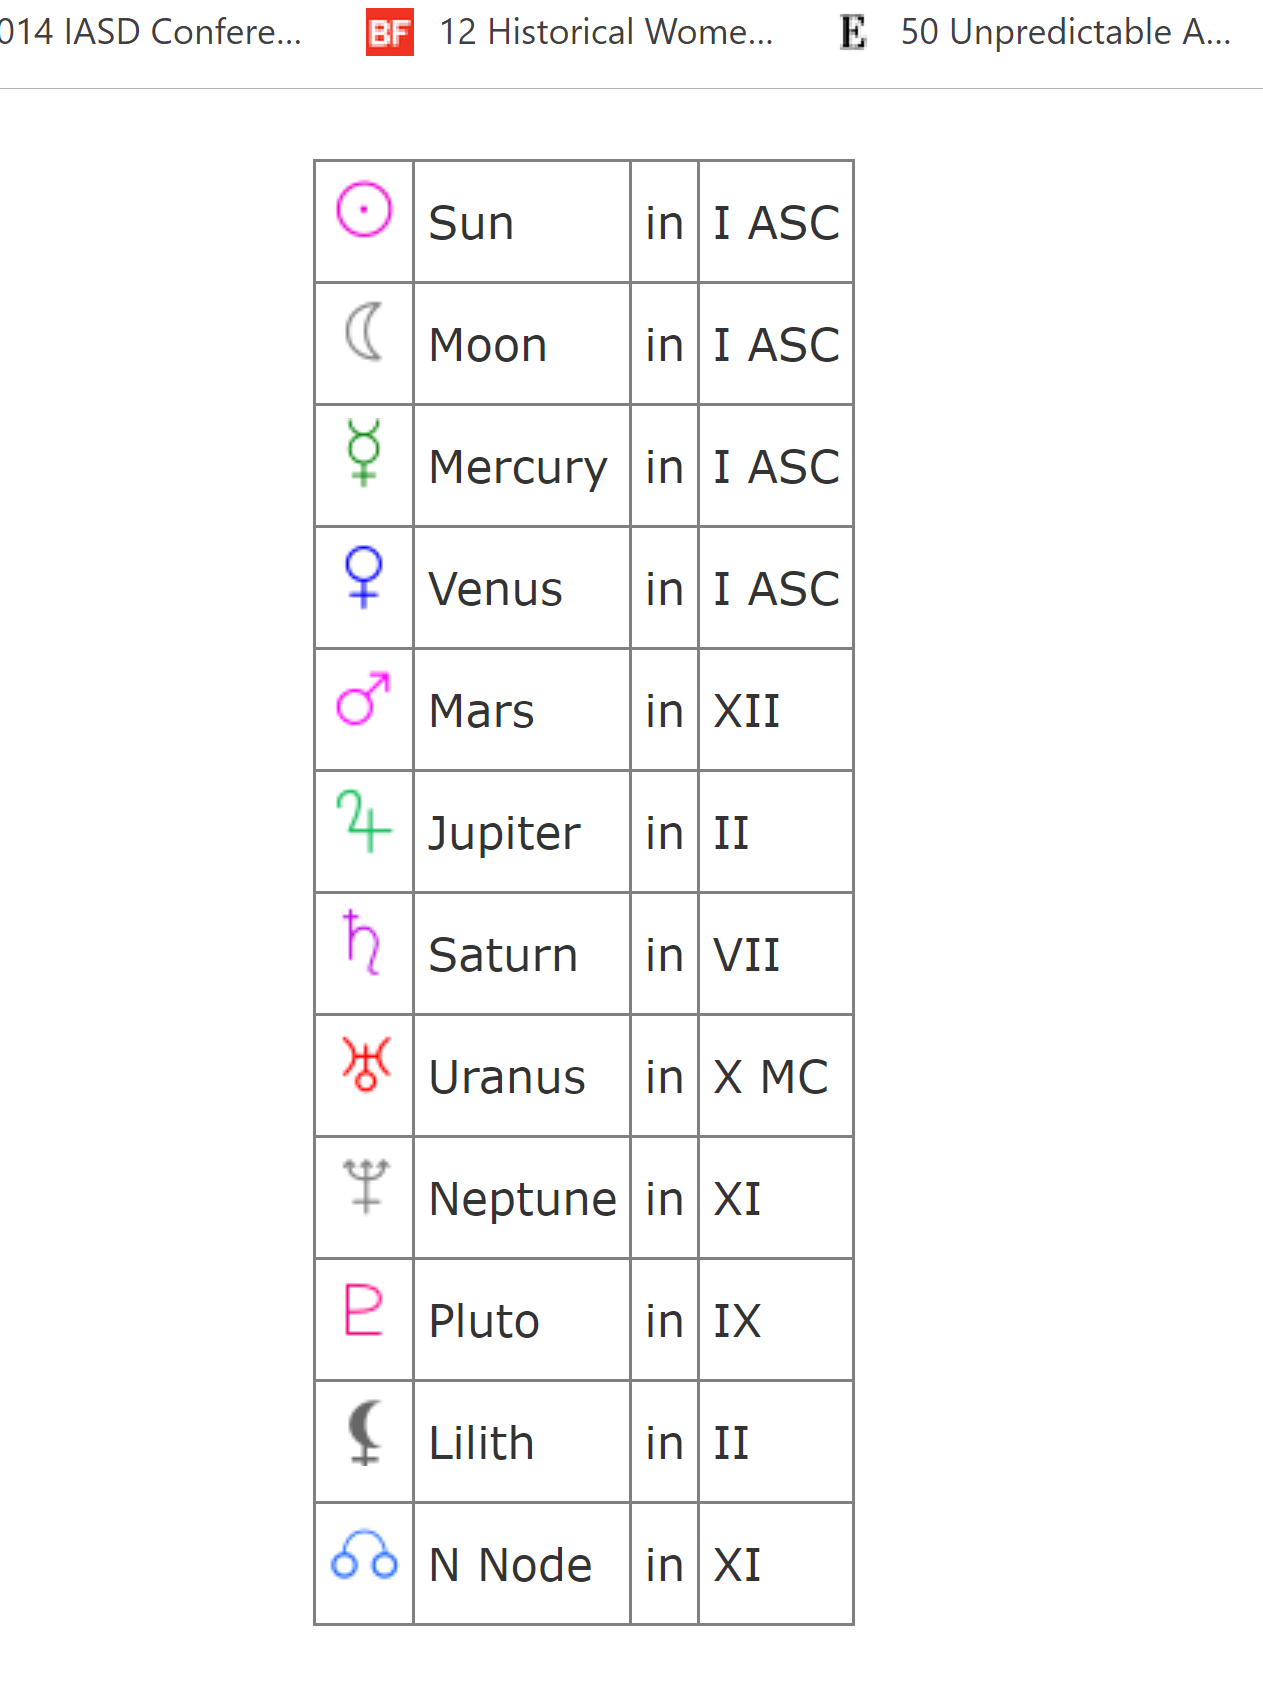 014 IASD Confere... BF 12 Historical Wome... E 50 Unpredictable A...
Sun in I ASC
Moon in I ASC
Mercury in I ASC
Venus in I ASC
Mars in XII
Jupiter in II
Saturn in VII
Uranus in X MC
Neptune in XI
Pluto in IX
Lilith in II
N Node in XI